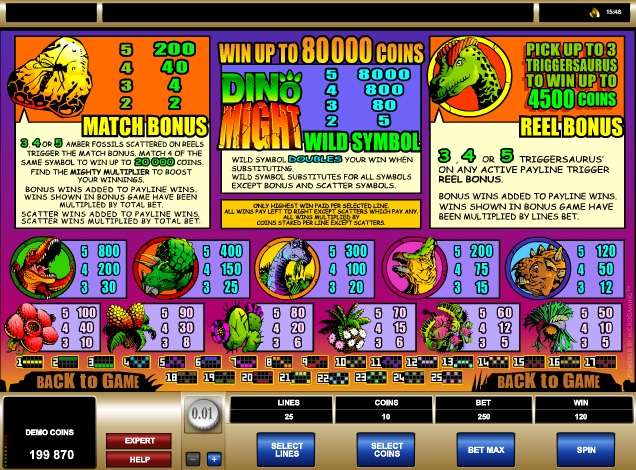 15:48
5 200
4 40
3 4
2 2
MATCH BONUS
3, 4 OR 5 AMBER FOSSILS SCATTERED ON REELS
TRIGGER THE MATCH BONUS. MATCH 4 OF THE
SAME SYMBOL TO WIN UP TO 20 000 COINS.
FIND THE MIGHTY MULTIPLIER TO BOOST
YOUR WINNINGS.
BONUS WINS ADDED TO PAYLINE WINS.
WINS SHOWN IN BONUS GAME HAVE BEEN
MULTIPLIED BY TOTAL BET.
SCATTER WINS ADDED TO PAYLINE WINS.
SCATTER WINS MULTIPLIED BY TOTAL BET.
WIN UP TO 80000 COINS
DINO MIGHT
5 8000
4 800
3 80
2 5
WILD SYMBOL
WILD SYMBOL DOUBLES YOUR WIN WHEN
SUBSTITUTING.
WILD SYMBOL SUBSTITUTES FOR ALL SYMBOLS
EXCEPT BONUS AND SCATTER SYMBOLS.
ONLY HIGHEST WIN PAID PER SELECTED LINE.
ALL WINS PAY LEFT TO RIGHT EXCEPT SCATTERS WHICH PAY ANY.
ALL WINS MULTIPLIED BY
COINS STAKED PER LINE EXCEPT SCATTERS.
PICK UP TO 3
TRIGGERSAURUS
TO WIN UP TO
4500 COINS
REEL BONUS
3, 4 OR 5 TRIGGERSAURUS'
ON ANY ACTIVE PAYLINE TRIGGER
REEL BONUS.
BONUS WINS ADDED TO PAYLINE WINS.
WINS SHOWN IN BONUS GAME HAVE
BEEN MULTIPLIED BY LINES BET.
5 800
4 200
3 30
5 400
4 150
3 25
5 300
4 100
3 20
5 200
4 75
3 15
5 120
4 50
3 12
5 100
4 40
3 10
5 90
4 30
3 8
5 80
4 20
3 6
5 70
4 15
3 6
5 60
4 12
3 5
5 50
4 10
3 5
1 2 3 4 5 6 7 8 9 10 11 12 13 14 15 16 17
18 19 20 21 22 23 24 25
BACK to GAME
BACK to GAME
DEMO COINS
199 870
EXPERT
HELP
0.01
LINES
25
COINS
10
BET
250
WIN
120
SELECT
LINES
SELECT
COINS
BET MAX
SPIN